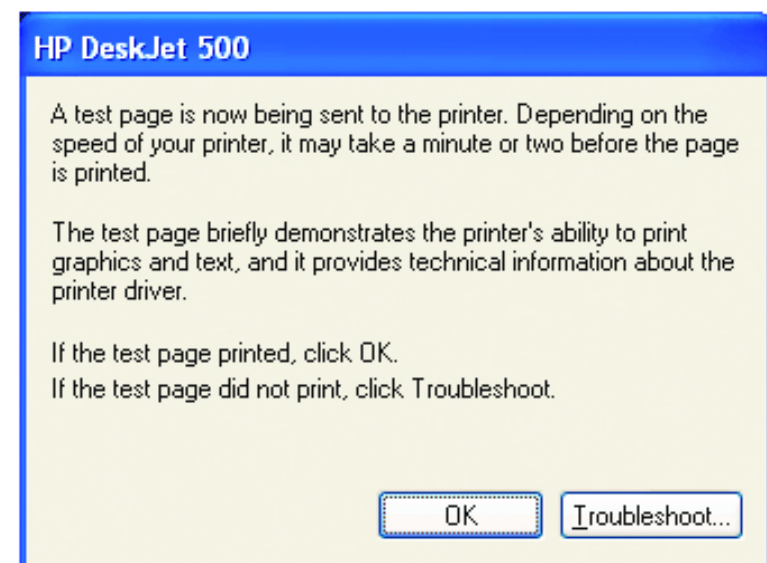 HP DeskJet 500
A test page is now being sent to the printer. Depending on the
speed of your printer, it may take a minute or two before the page
is printed.
The test page briefly demonstrates the printer's ability to print
graphics and text, and it provides technical information about the
printer driver.
If the test page printed, click OK.
If the test page did not print, click Troubleshoot.
OK
Troubleshoot...